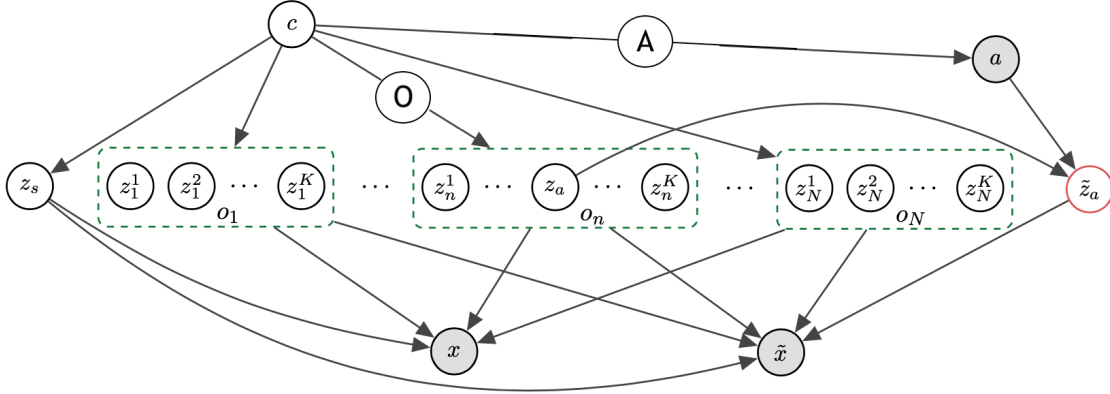 c
A
a
O
z_s
z_1^1 z_1^2 ⋯ z_1^K ⋯ z_n^1 ⋯ z_a ⋯ z_n^K ⋯ z_N^1 z_N^2 ⋯ z_N^K
z̃_a
o_1 o_n o_N
x x̃